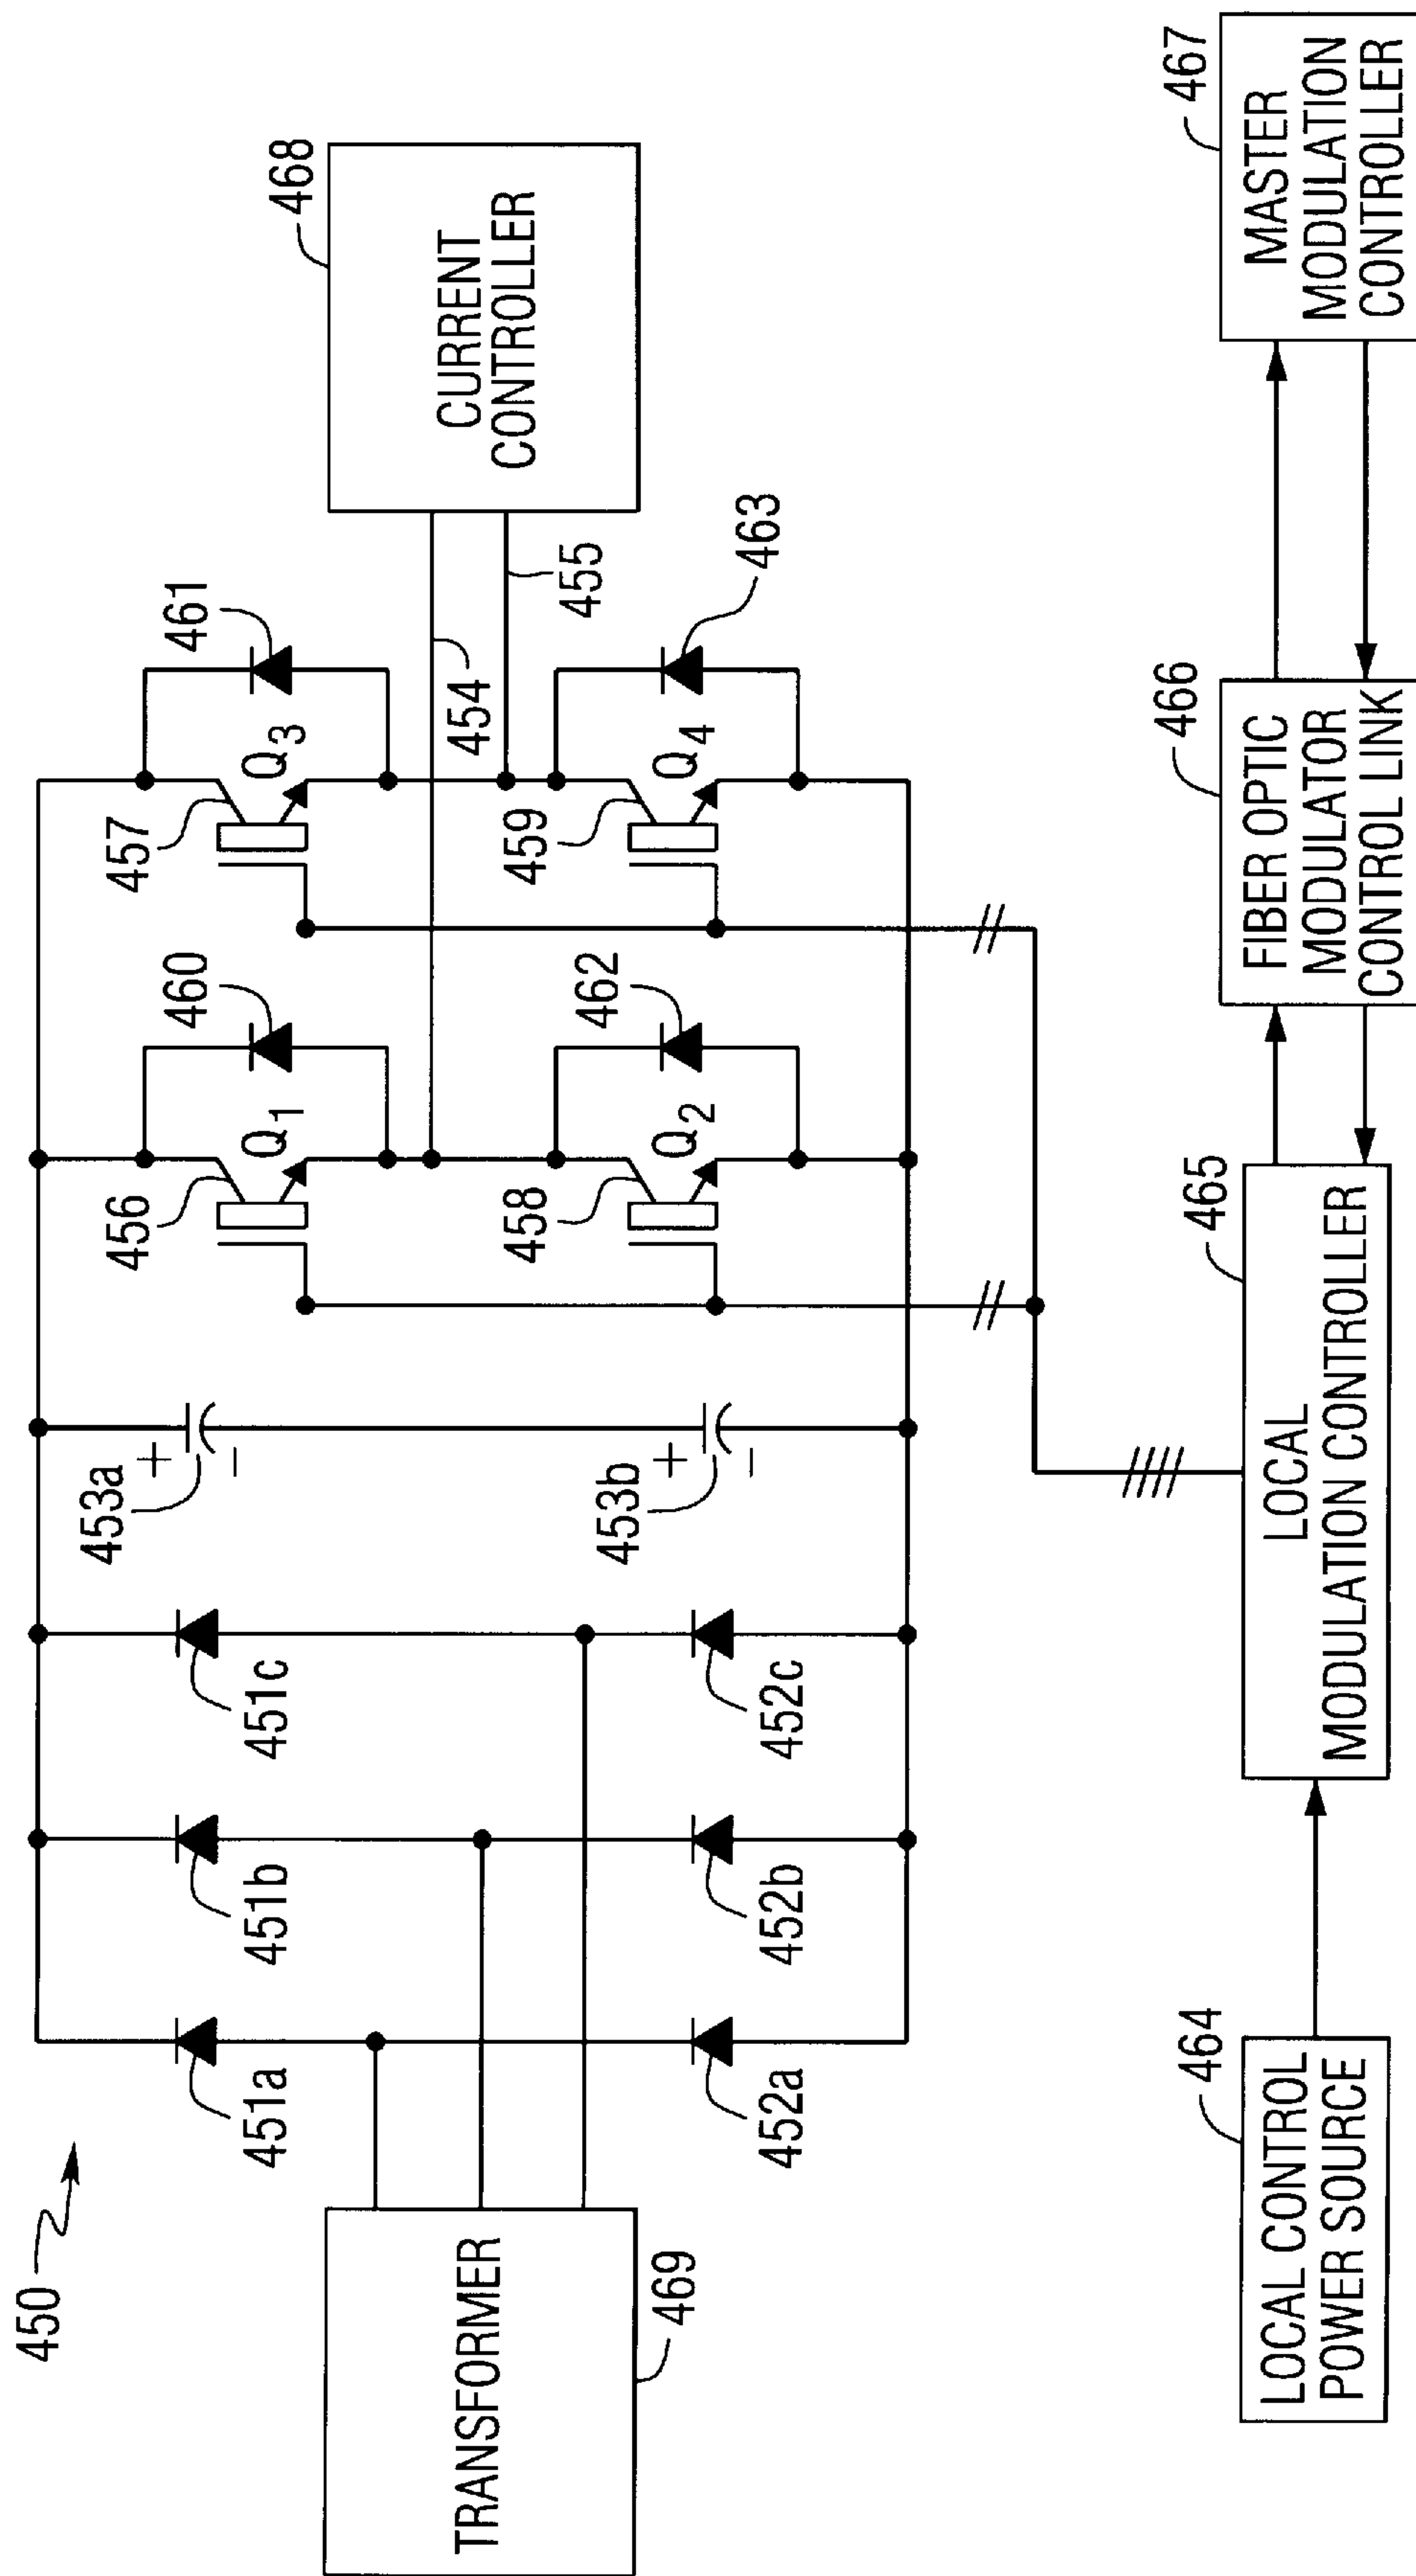 450
TRANSFORMER
469
451a
451b
451c
452a
452b
452c
453a
+
−
453b
+
−
456
Q1
460
458
Q2
462
457
Q3
461
459
Q4
463
454
455
468
CURRENT
CONTROLLER
464
LOCAL CONTROL
POWER SOURCE
465
LOCAL
MODULATION CONTROLLER
466
FIBER OPTIC
MODULATOR
CONTROL LINK
467
MASTER
MODULATION
CONTROLLER